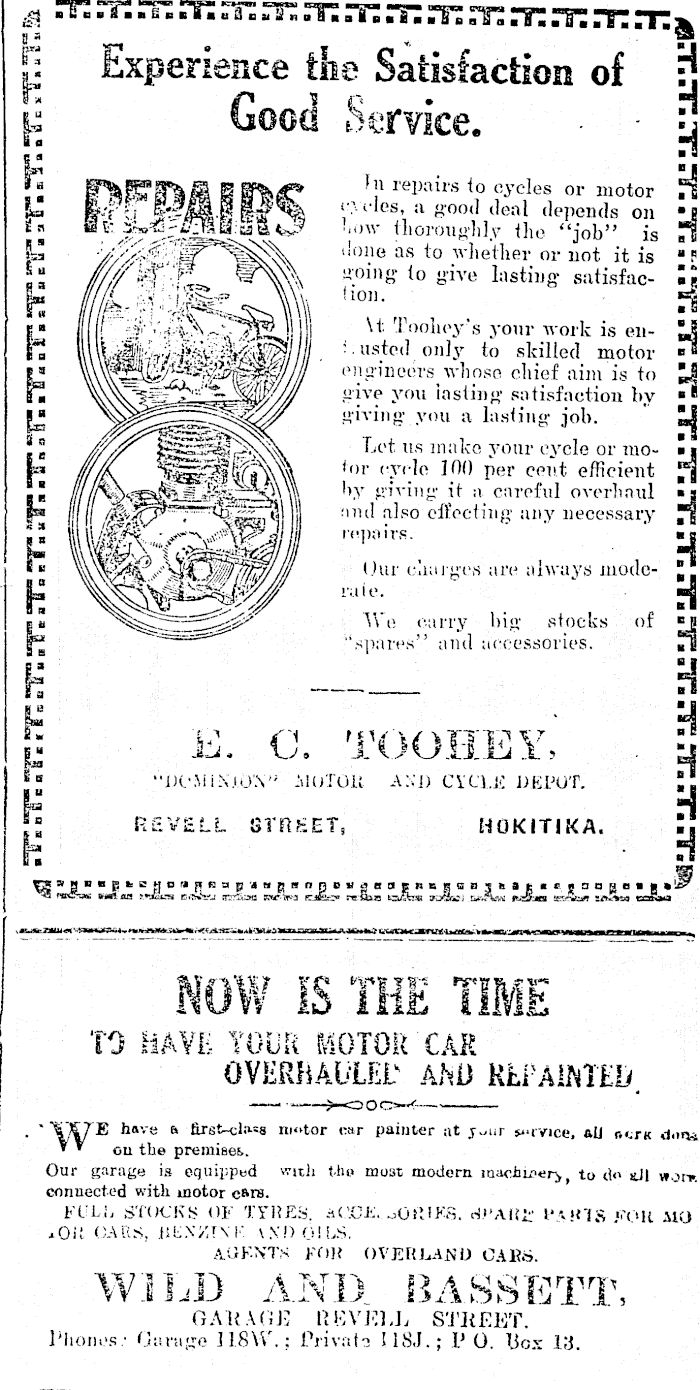 Experience the Satisfaction of
Good Service.
REPAIRS
In repairs to cycles or motor
cycles, a good deal depends on
how thoroughly the "job" is
done as to whether or not it is
going to give lasting satisfac-
tion.
At Toohey's your work is en-
trusted only to skilled motor
engineers whose chief aim is to
give you lasting satisfaction by
giving you a lasting job.
Let us make your cycle or mo-
tor cycle 100 per cent efficient
by giving it a careful overhaul
and also effecting any necessary
repairs.
Our charges are always mode-
rate.
We carry big stocks of
"spares" and accessories.
E. C. TOOHEY,
"DOMINION" MOTOR AND CYCLE DEPOT.
REVELL STREET, HOKITIKA.
NOW IS THE TIME
TO HAVE YOUR MOTOR CAR
OVERHAULED AND REPAINTED
WE have a first-class motor car painter at your service, all work done
on the premises.
Our garage is equipped with the most modern machinery, to do all work
connected with motor cars.
FULL STOCKS OF TYRES, ACCESSORIES, SPARE PARTS FOR MO
TOR CARS, BENZINE AND OILS.
AGENTS FOR OVERLAND CARS.
WILD AND BASSETT,
GARAGE REVELL STREET.
Phones: Garage 118W.; Private 118J.; P O. Box 13.